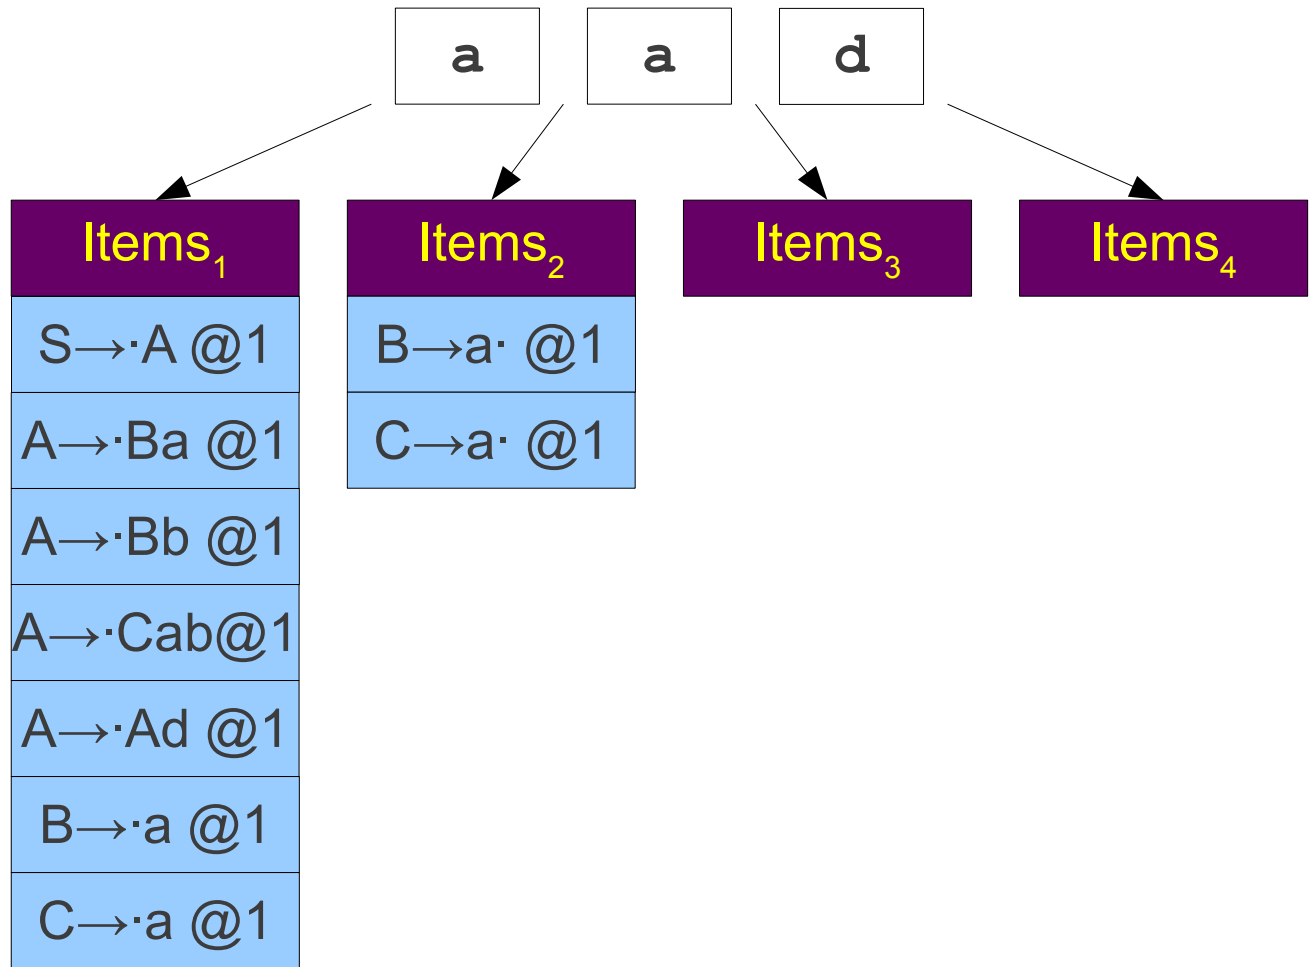 a a d
Items₁ Items₂ Items₃ Items₄
S→·A @1 B→a· @1
A→·Ba @1 C→a· @1
A→·Bb @1
A→·Cab@1
A→·Ad @1
B→·a @1
C→·a @1